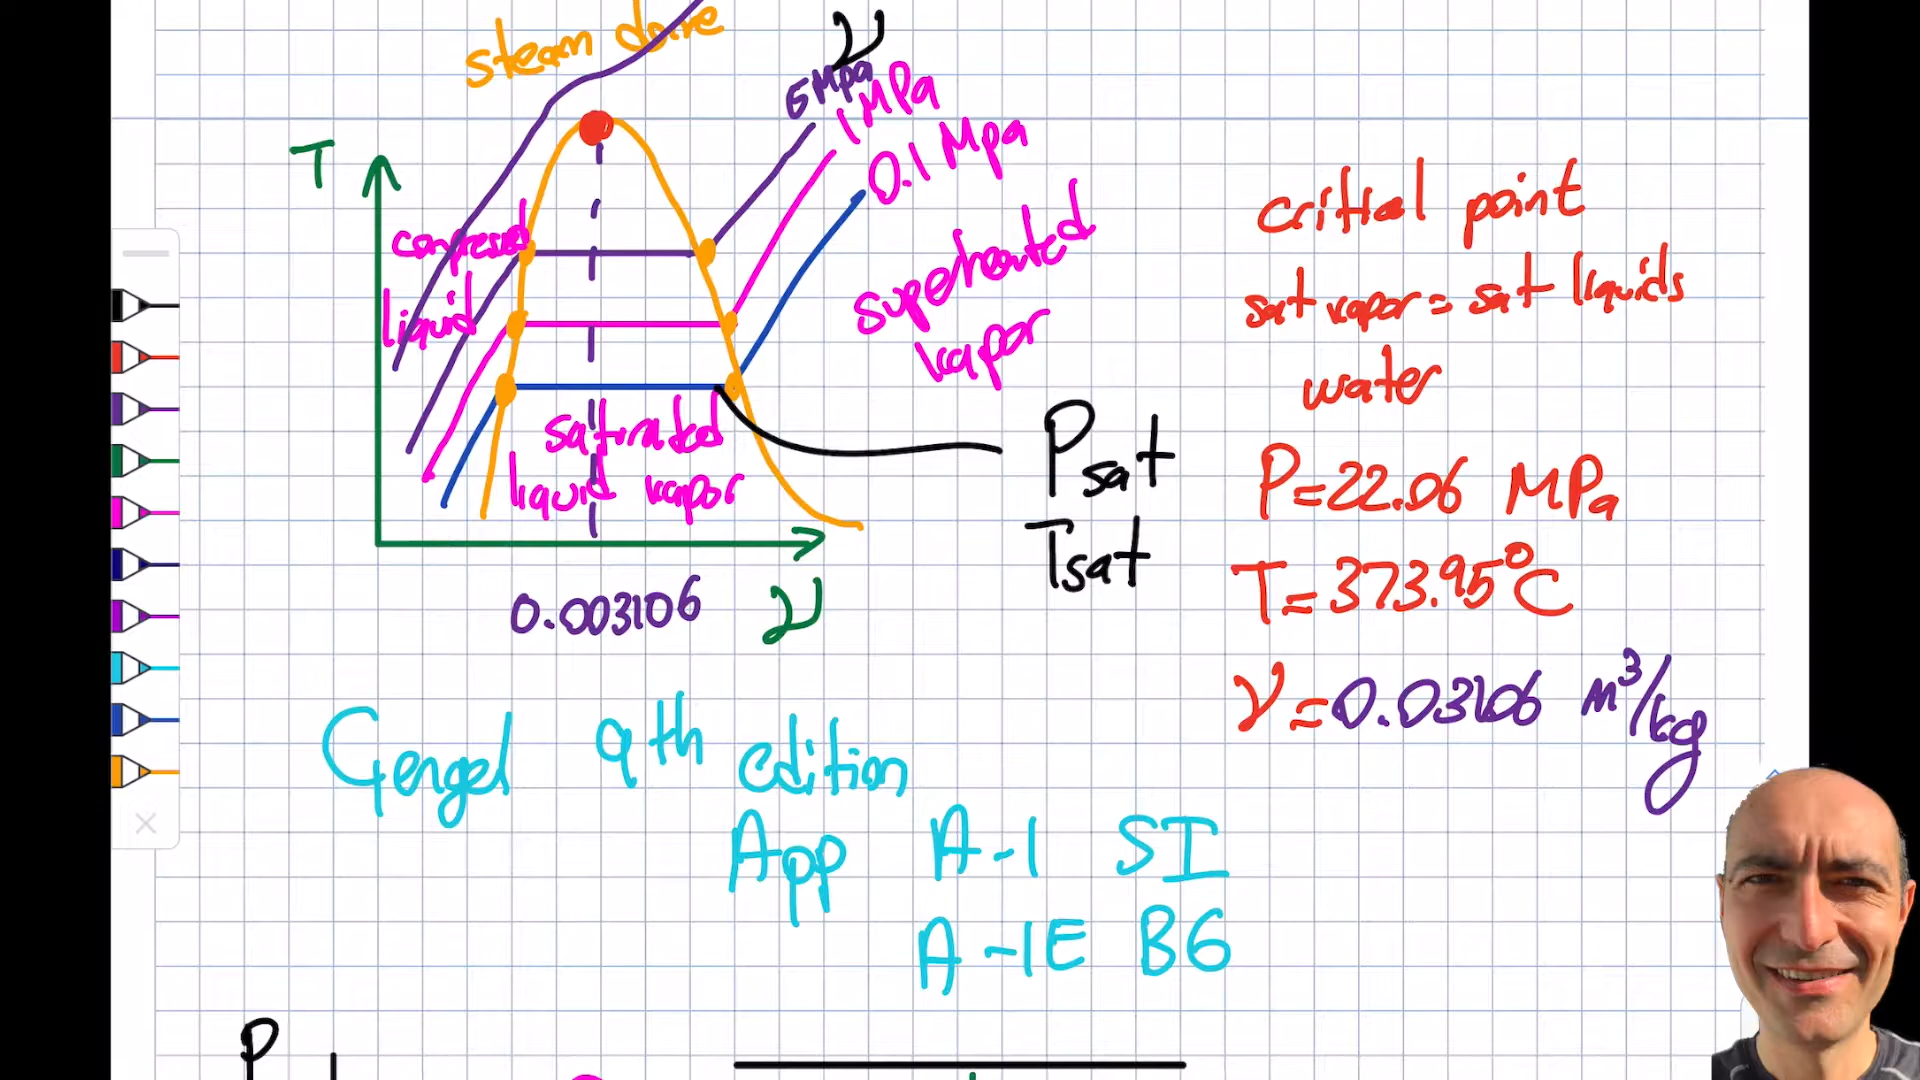 steam dome
ν
5 MPa
1 MPa
0.1 Mpa
T
compressed
liquid
superheated
vapor
saturated
liquid vapor
Psat
Tsat
0.003106
ν
critical point
sat vapor = sat liquids
water
P=22.06 MPa
T=373.95°C
ν=0.03106 m³/kg
Cengel 9th edition
App A-1 SI
A-1E BG
P